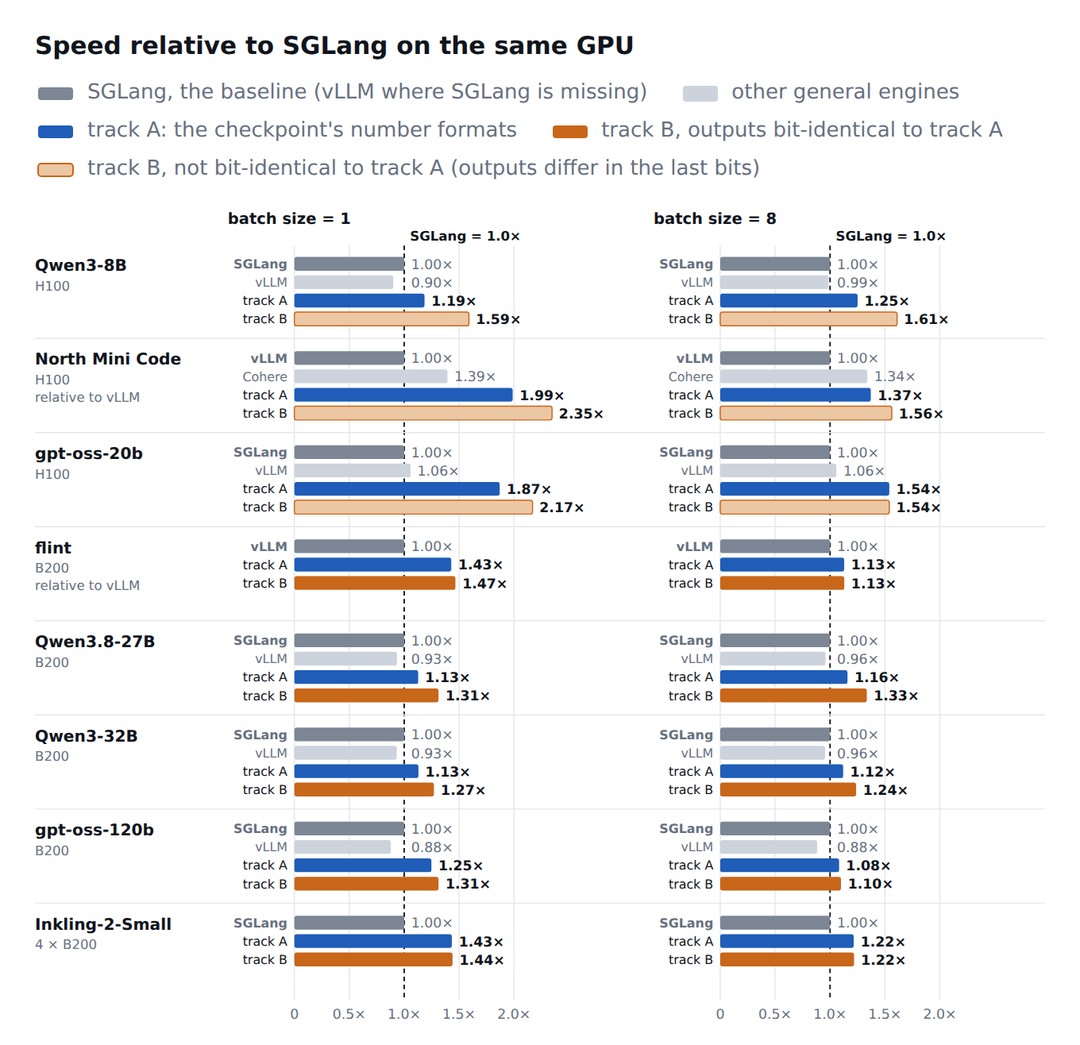 Speed relative to SGLang on the same GPU
SGLang, the baseline (vLLM where SGLang is missing) other general engines
track A: the checkpoint's number formats track B, outputs bit-identical to track A
track B, not bit-identical to track A (outputs differ in the last bits)
batch size = 1 batch size = 8
SGLang = 1.0× SGLang = 1.0×
Qwen3-8B SGLang 1.00× SGLang 1.00×
H100 vLLM 0.90× vLLM 0.99×
track A 1.19× track A 1.25×
track B 1.59× track B 1.61×
North Mini Code vLLM 1.00× vLLM 1.00×
H100 Cohere 1.39× Cohere 1.34×
relative to vLLM track A 1.99× track A 1.37×
track B 2.35× track B 1.56×
gpt-oss-20b SGLang 1.00× SGLang 1.00×
H100 vLLM 1.06× vLLM 1.06×
track A 1.87× track A 1.54×
track B 2.17× track B 1.54×
flint vLLM 1.00× vLLM 1.00×
B200 track A 1.43× track A 1.13×
relative to vLLM track B 1.47× track B 1.13×
Qwen3.8-27B SGLang 1.00× SGLang 1.00×
B200 vLLM 0.93× vLLM 0.96×
track A 1.13× track A 1.16×
track B 1.31× track B 1.33×
Qwen3-32B SGLang 1.00× SGLang 1.00×
B200 vLLM 0.93× vLLM 0.96×
track A 1.13× track A 1.12×
track B 1.27× track B 1.24×
gpt-oss-120b SGLang 1.00× SGLang 1.00×
B200 vLLM 0.88× vLLM 0.88×
track A 1.25× track A 1.08×
track B 1.31× track B 1.10×
Inkling-2-Small SGLang 1.00× SGLang 1.00×
4 × B200 track A 1.43× track A 1.22×
track B 1.44× track B 1.22×
0 0.5× 1.0× 1.5× 2.0× 0 0.5× 1.0× 1.5× 2.0×